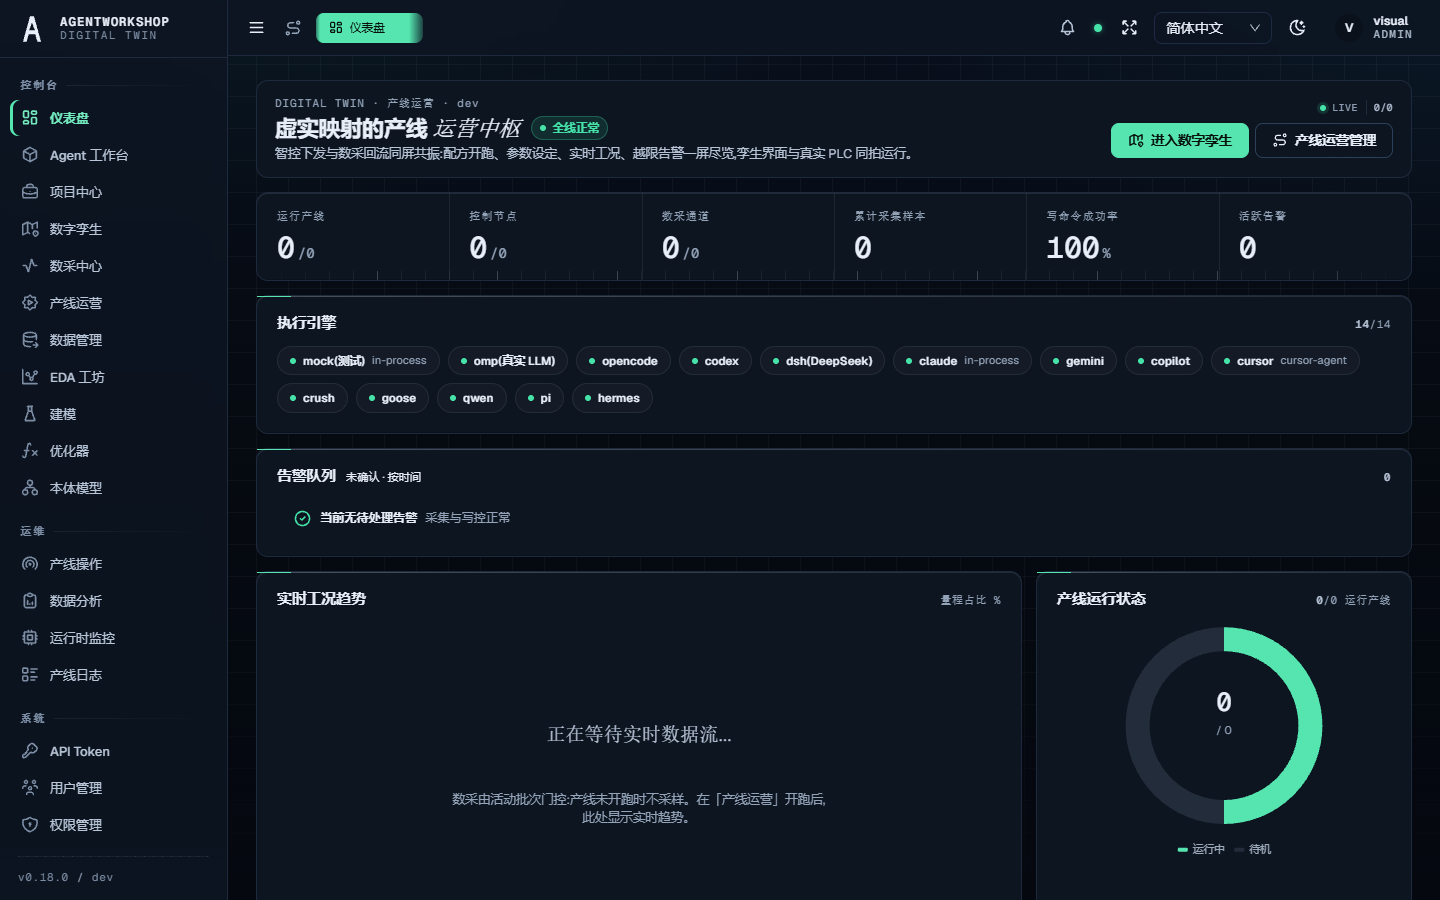 AGENTWORKSHOP
DIGITAL TWIN
控制台
仪表盘
Agent 工作台
项目中心
数字孪生
数采中心
产线运营
数据管理
EDA 工坊
建模
优化器
本体模型
运维
产线操作
数据分析
运行时监控
产线日志
系统
API Token
用户管理
权限管理
v0.18.0 / dev
仪表盘
简体中文
V
visual
ADMIN
DIGITAL TWIN · 产线运营 · dev
虚实映射的产线 运营中枢 全线正常
智控下发与数采回流同屏共振:配方开跑、参数设定、实时工况、越限告警一屏尽览,孪生界面与真实 PLC 同拍运行。
LIVE 0/0
进入数字孪生
产线运营管理
运行产线
0/0
控制节点
0/0
数采通道
0/0
累计采集样本
0
写命令成功率
100%
活跃告警
0
执行引擎
14/14
mock(测试) in-process
omp(真实 LLM)
opencode
codex
dsh(DeepSeek)
claude in-process
gemini
copilot
cursor cursor-agent
crush
goose
qwen
pi
hermes
告警队列 未确认 · 按时间
0
当前无待处理告警 采集与写控正常
实时工况趋势
量程占比 %
正在等待实时数据流...
数采由活动批次门控:产线未开跑时不采样。在「产线运营」开跑后,
此处显示实时趋势。
产线运行状态
0/0 运行产线
0
/ 0
运行中 待机